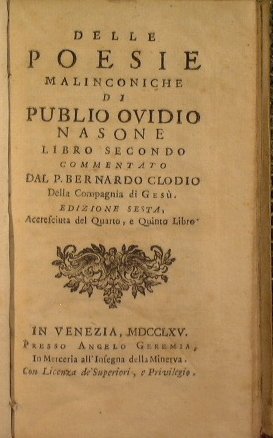 DELLE
POESIE
MALINCONICHE
DI
PUBLIO OVIDIO
NASONE
LIBRO SECONDO
COMMENTATO
DAL P. BERNARDO CLODIO
Della Compagnia di GESÙ.
EDIZIONE SESTA,
Accresciuta del Quarto, e Quinto Libro.
IN VENEZIA, MDCCLXV.
PRESSO ANGELO GEREMIA,
In Merceria all'Insegna della Minerva.
Con Licenza de' Superiori, e Privilegio.